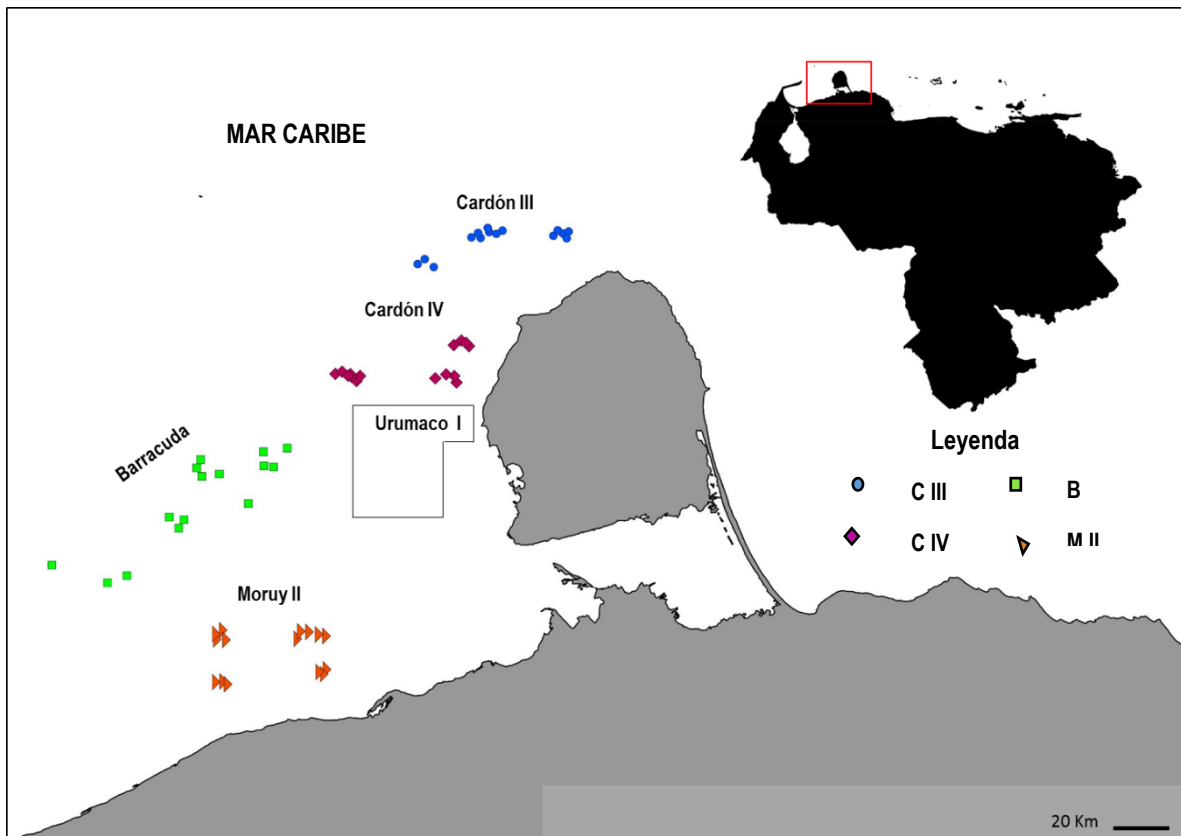 MAR CARIBE
Cardón III
Cardón IV
Urumaco I
Barracuda
Moruy II
Leyenda
C III
B
C IV
M II
20 Km